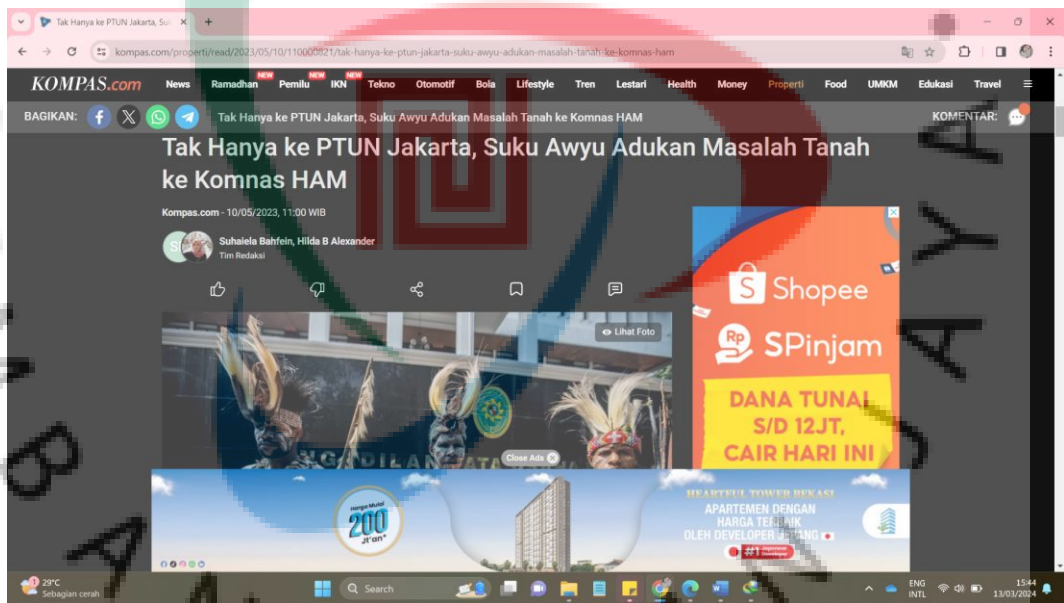 Tak Hanya ke PTUN Jakarta, Su
kompas.com/properti/read/2023/05/10/110000821/tak-hanya-ke-ptun-jakarta-suku-awyu-adukan-masalah-tanah-ke-komnas-ham
KOMPAS.com News Ramadhan NEW Pemilu NEW IKN NEW Tekno Otomotif Bola Lifestyle Tren Lestari Health Money Properti Food UMKM Edukasi Travel
BAGIKAN: Tak Hanya ke PTUN Jakarta, Suku Awyu Adukan Masalah Tanah ke Komnas HAM KOMENTAR:
Tak Hanya ke PTUN Jakarta, Suku Awyu Adukan Masalah Tanah
ke Komnas HAM
Kompas.com - 10/05/2023, 11:00 WIB
Suhaiela Bahfein, Hilda B Alexander
Tim Redaksi
Lihat Foto
Shopee
Rp SPinjam
DANA TUNAI
S/D 12JT,
CAIR HARI INI
Close Ads
Harga Mulai
200
Jt'an*
HEARTFUL TOWER BEKASI
APARTEMEN DENGAN
HARGA TERBAIK
OLEH DEVELOPER JEPANG
#1
29°C
Sebagian cerah
Search
ENG
INTL
15:44
13/03/2024